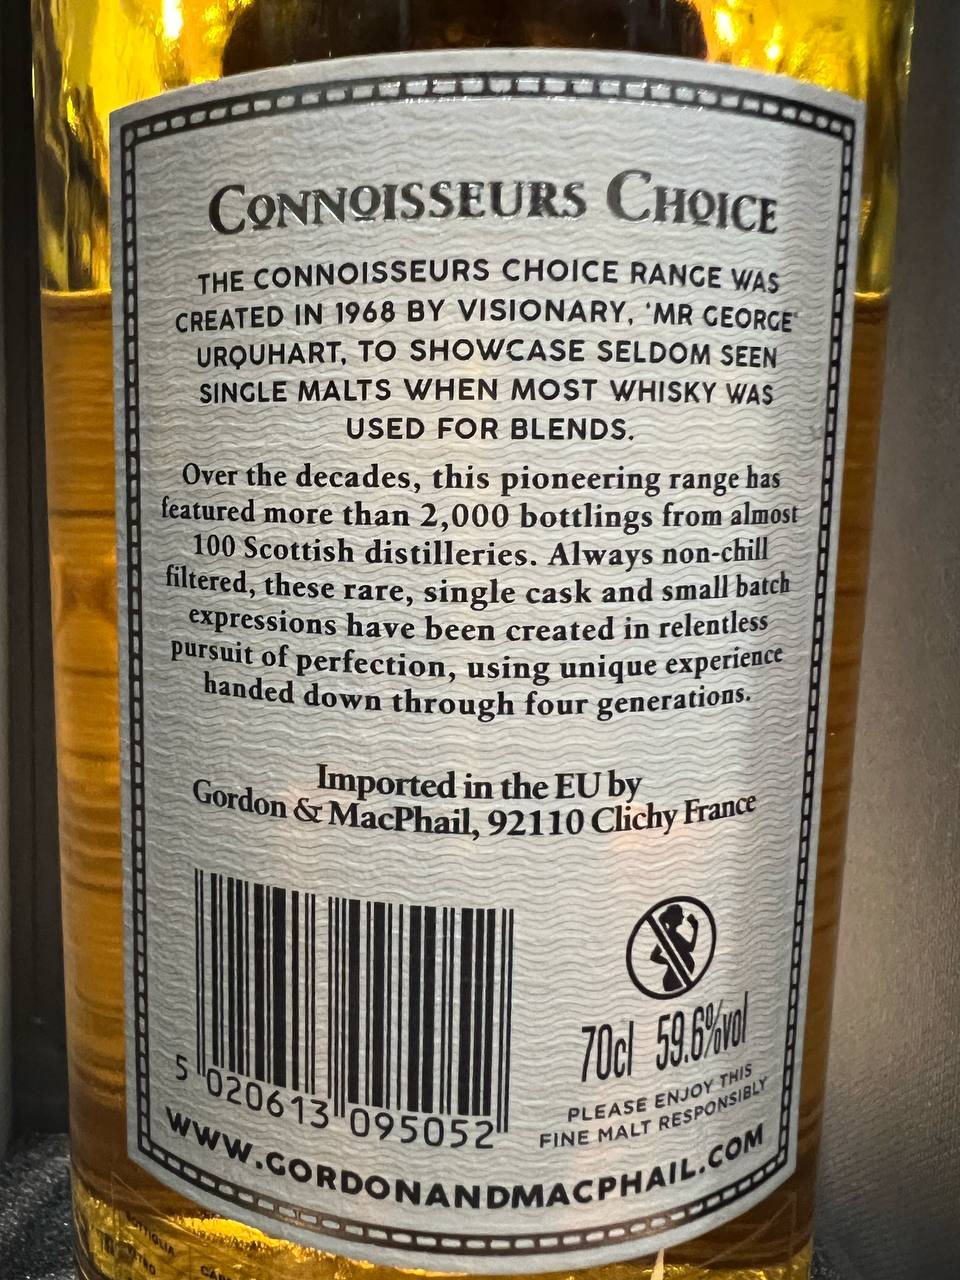 CONNOISSEURS CHOICE
THE CONNOISSEURS CHOICE RANGE WAS
CREATED IN 1968 BY VISIONARY, 'MR GEORGE'
URQUHART, TO SHOWCASE SELDOM SEEN
SINGLE MALTS WHEN MOST WHISKY WAS
USED FOR BLENDS.
Over the decades, this pioneering range has
featured more than 2,000 bottlings from almost
100 Scottish distilleries. Always non-chill
filtered, these rare, single cask and small batch
expressions have been created in relentless
pursuit of perfection, using unique experience
handed down through four generations.
Imported in the EU by
Gordon & MacPhail, 92110 Clichy France
70cl 59.6%vol
PLEASE ENJOY THIS
FINE MALT RESPONSIBLY
5 020613 095052
WWW.GORDONANDMACPHAIL.COM
BOTTIGLIA
VETRO